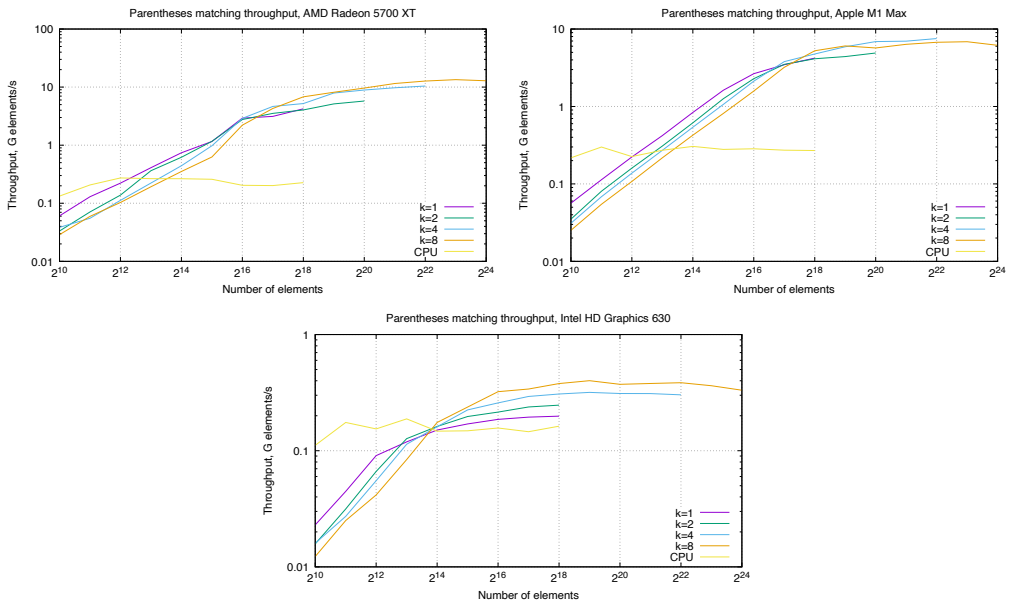 Parentheses matching throughput, AMD Radeon 5700 XT
Throughput, G elements/s
100
10
1
0.1
0.01
k=1
k=2
k=4
k=8
CPU
2^10 2^12 2^14 2^16 2^18 2^20 2^22 2^24
Number of elements
Parentheses matching throughput, Apple M1 Max
Throughput, G elements/s
10
1
0.1
0.01
k=1
k=2
k=4
k=8
CPU
2^10 2^12 2^14 2^16 2^18 2^20 2^22 2^24
Number of elements
Parentheses matching throughput, Intel HD Graphics 630
Throughput, G elements/s
1
0.1
0.01
k=1
k=2
k=4
k=8
CPU
2^10 2^12 2^14 2^16 2^18 2^20 2^22 2^24
Number of elements